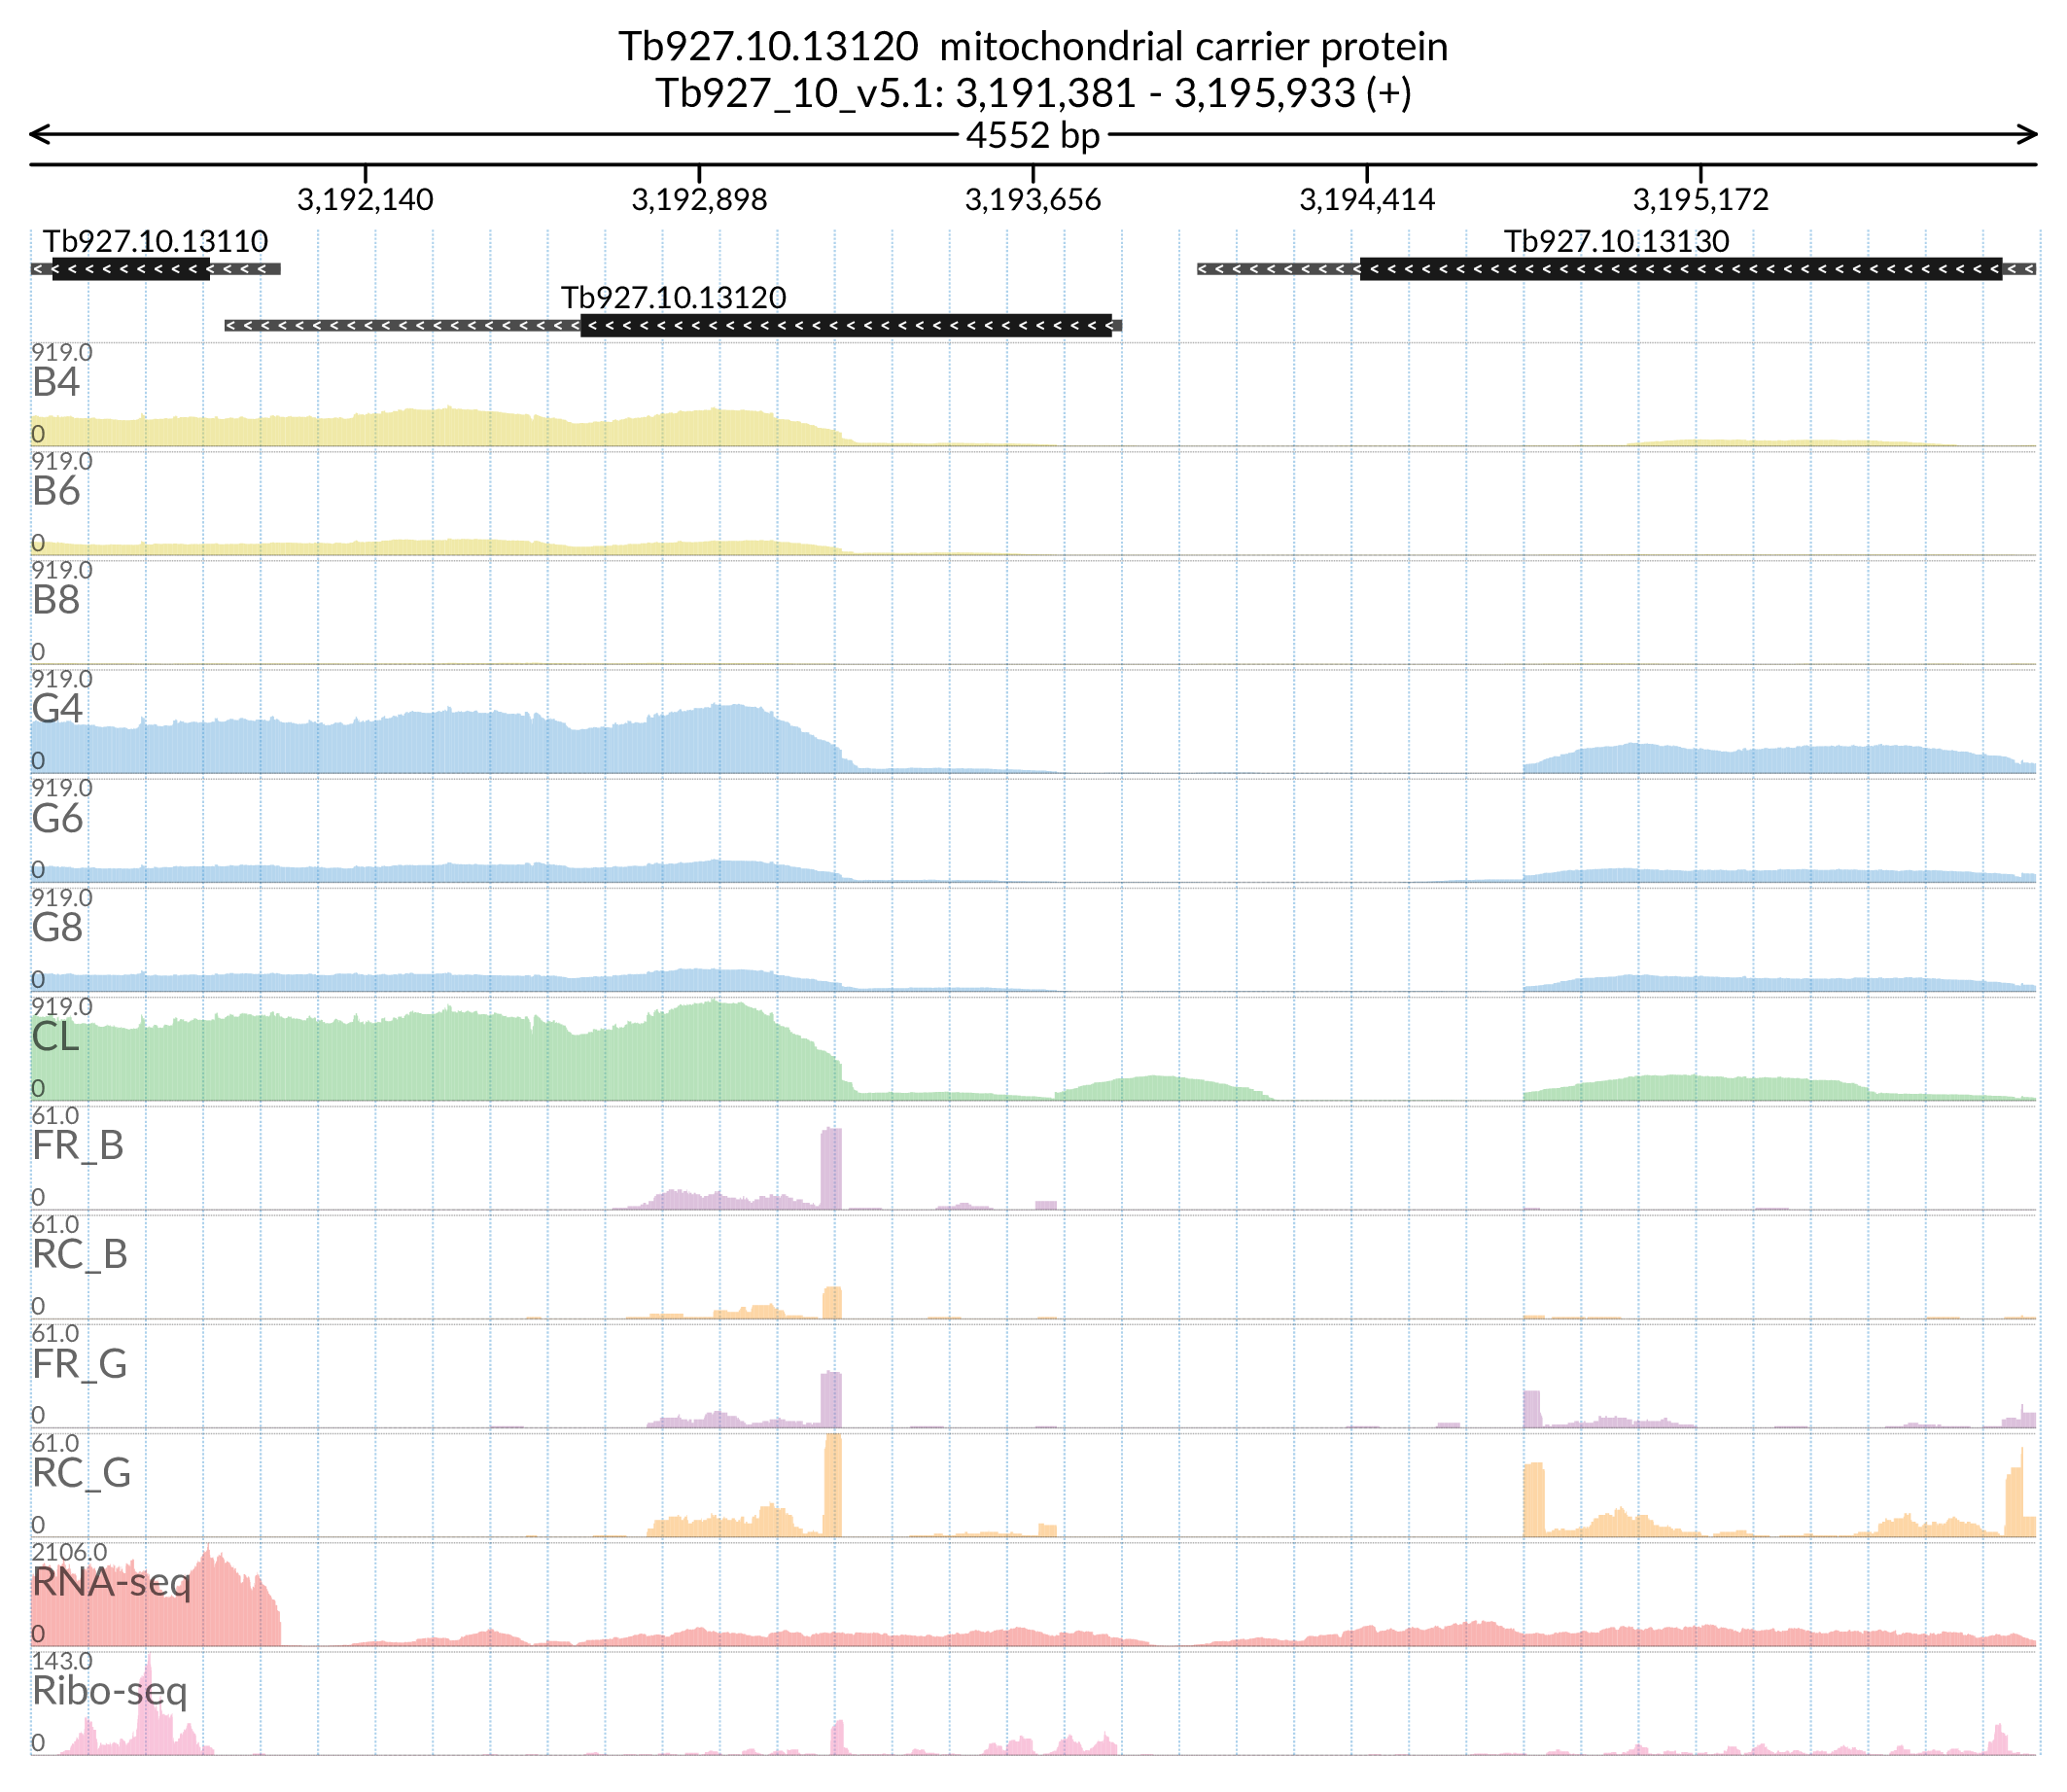 Tb927.10.13120  mitochondrial carrier protein
Tb927_10_v5.1: 3,191,381 - 3,195,933 (+)
4552 bp
3,192,140 3,192,898 3,193,656 3,194,414 3,195,172
Tb927.10.13110 Tb927.10.13130
Tb927.10.13120
919.0
B4
0
919.0
B6
0
919.0
B8
0
919.0
G4
0
919.0
G6
0
919.0
G8
0
919.0
CL
0
61.0
FR_B
0
61.0
RC_B
0
61.0
FR_G
0
61.0
RC_G
0
2106.0
RNA-seq
0
143.0
Ribo-seq
0